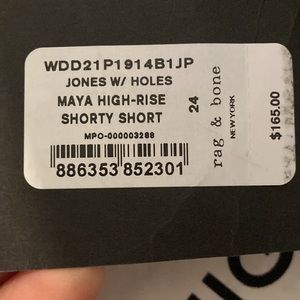 WDD21P1914B1JP
JONES W/ HOLES
MAYA HIGH-RISE
SHORTY SHORT
MPO-000003288
886353 852301
24
rag & bone
NEW YORK
$165.00